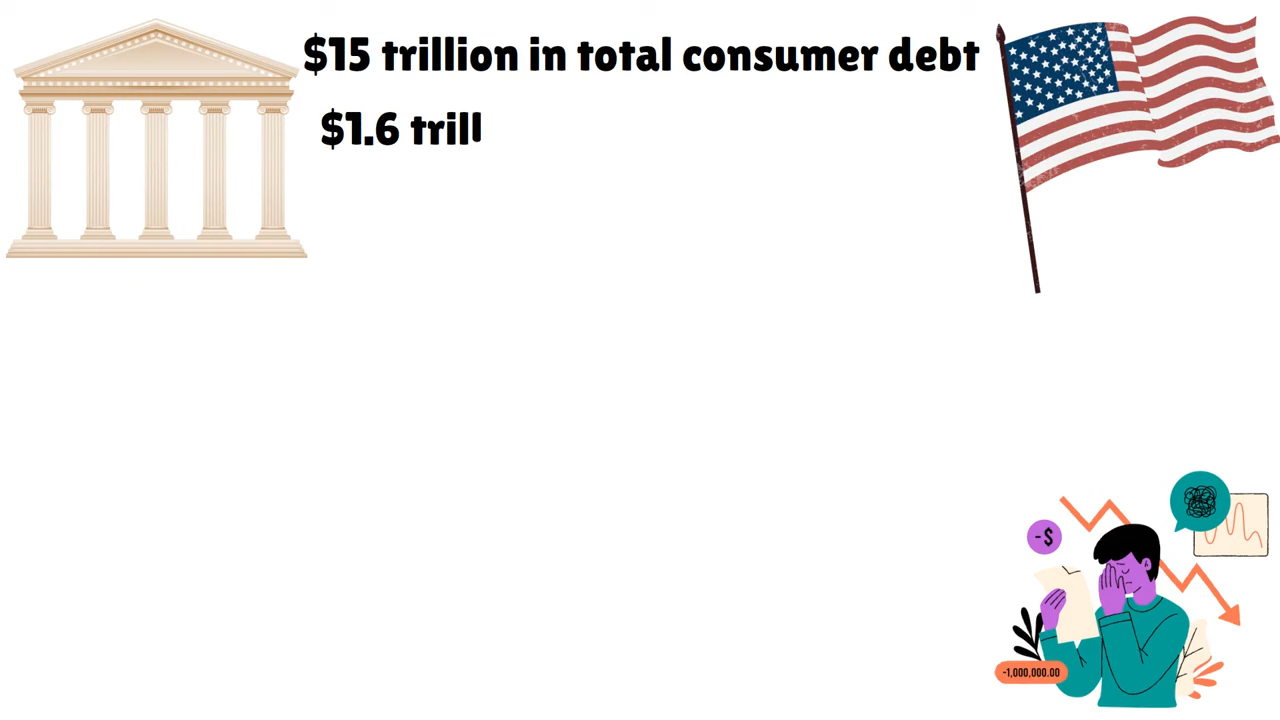 $15 trillion in total consumer debt
$1.6 trill
-$
-1,000,000.00